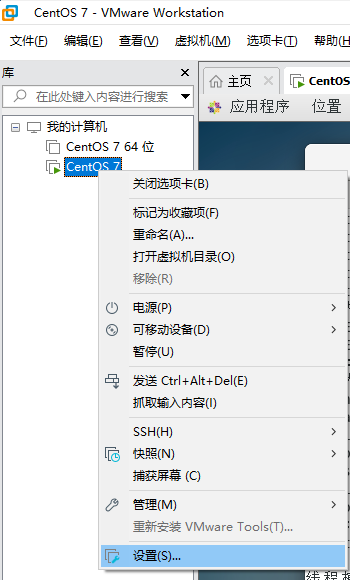 CentOS 7 - VMware Workstation
文件(F) 编辑(E) 查看(V) 虚拟机(M) 选项卡(T) 帮助(H
库
主页 CentOS
在此处键入内容进行搜索
应用程序 位置
我的计算机
CentOS 7 64 位
CentOS 7
关闭选项卡(B)
标记为收藏项(F)
重命名(A)...
打开虚拟机目录(O)
移除(R)
电源(P)
可移动设备(D)
暂停(U)
发送 Ctrl+Alt+Del(E)
抓取输入内容(I)
SSH(H)
快照(N)
捕获屏幕 (C)
管理(M)
重新安装 VMware Tools(T)...
设置(S)...